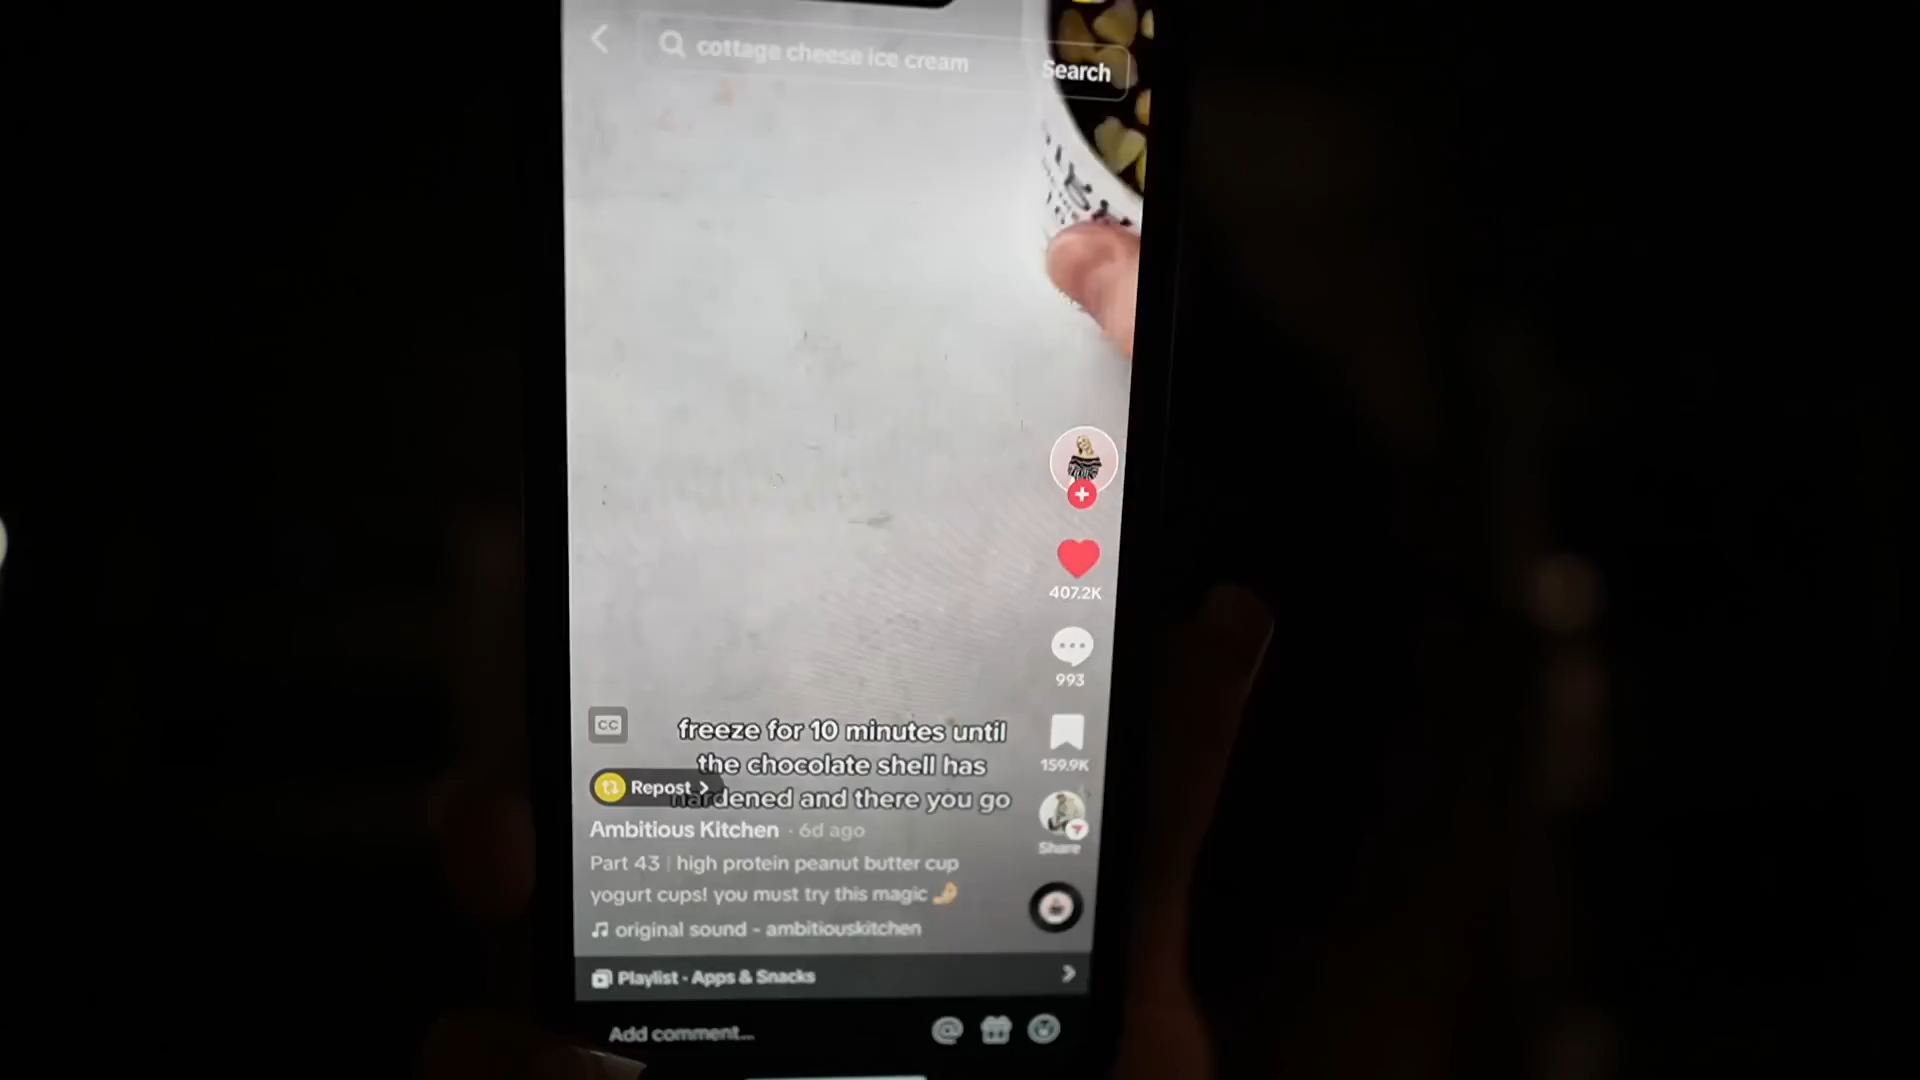 cottage cheese ice cream
Search
407.2K
993
159.9K
Share
CC
freeze for 10 minutes until
the chocolate shell has
hardened and there you go
Repost >
Ambitious Kitchen · 6d ago
Part 43 | high protein peanut butter cup
yogurt cups! you must try this magic
original sound - ambitiouskitchen
Playlist - Apps & Snacks
Add comment...